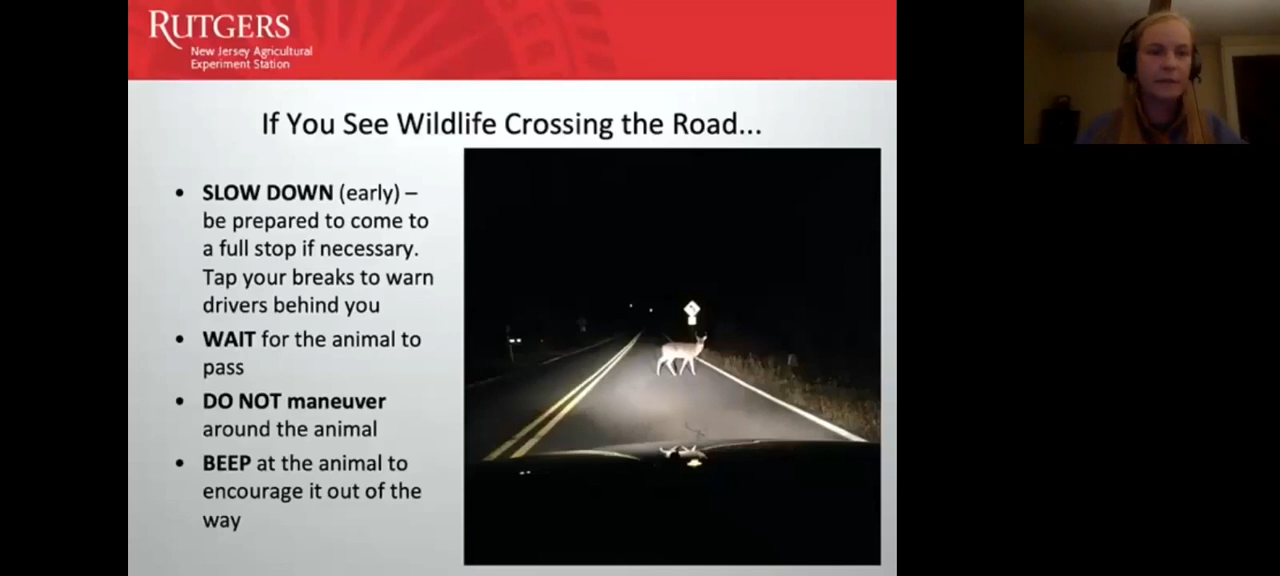 RUTGERS
New Jersey Agricultural
Experiment Station
If You See Wildlife Crossing the Road...
• SLOW DOWN (early) –
be prepared to come to
a full stop if necessary.
Tap your breaks to warn
drivers behind you
• WAIT for the animal to
pass
• DO NOT maneuver
around the animal
• BEEP at the animal to
encourage it out of the
way